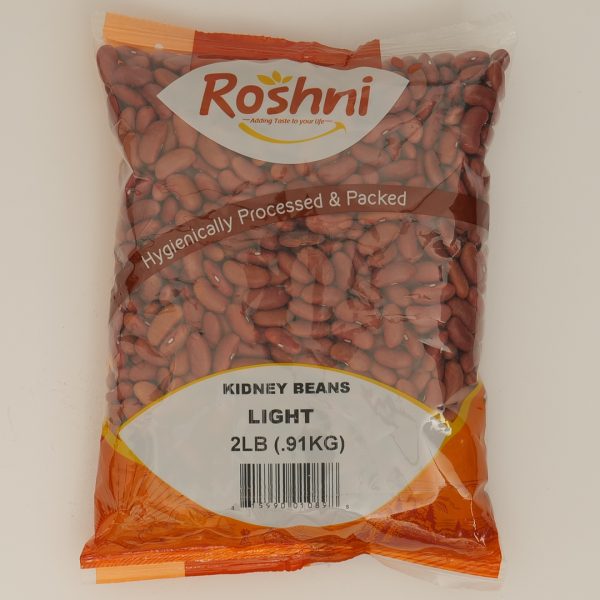 Roshni
Adding Taste to your life
Hygienically Processed & Packed
KIDNEY BEANS
LIGHT
2LB (.91KG)